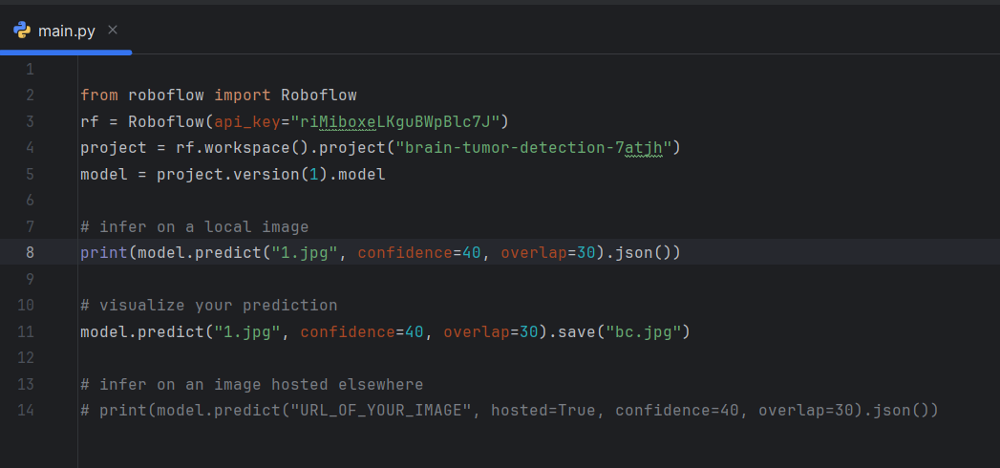 main.py
1
2 from roboflow import Roboflow
3 rf = Roboflow(api_key="riMiboxeLKguBWpBlc7J")
4 project = rf.workspace().project("brain-tumor-detection-7atjh")
5 model = project.version(1).model
6
7 # infer on a local image
8 print(model.predict("1.jpg", confidence=40, overlap=30).json())
9
10 # visualize your prediction
11 model.predict("1.jpg", confidence=40, overlap=30).save("bc.jpg")
12
13 # infer on an image hosted elsewhere
14 # print(model.predict("URL_OF_YOUR_IMAGE", hosted=True, confidence=40, overlap=30).json())